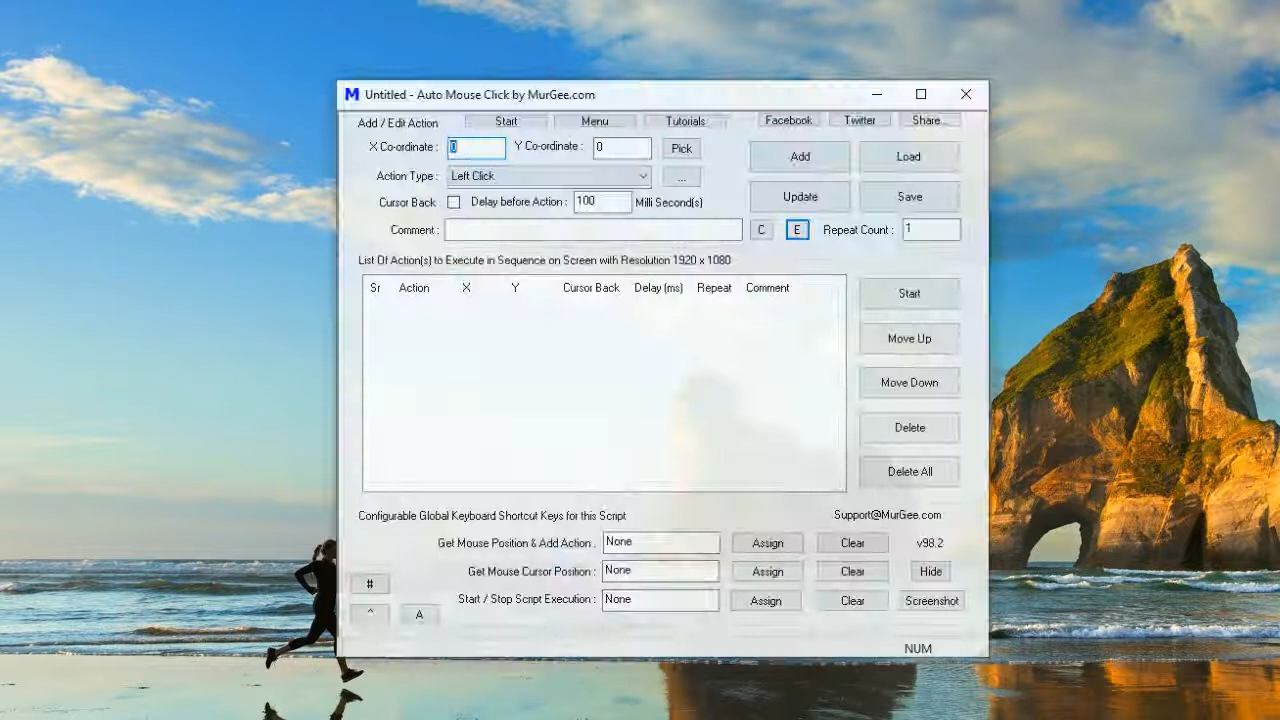 M Untitled - Auto Mouse Click by MurGee.com
Add / Edit Action Start Menu Tutorials Facebook Twitter Share...
X Co-ordinate : 0 Y Co-ordinate : 0 Pick Add Load
Action Type : Left Click ...
Cursor Back Delay before Action : 100 Milli Second(s) Update Save
Comment : C E Repeat Count : 1
List Of Action(s) to Execute in Sequence on Screen with Resolution 1920 x 1080
Sr Action X Y Cursor Back Delay (ms) Repeat Comment
Start
Move Up
Move Down
Delete
Delete All
Configurable Global Keyboard Shortcut Keys for this Script Support@MurGee.com
Get Mouse Position & Add Action : None Assign Clear v98.2
Get Mouse Cursor Position : None Assign Clear Hide
#
Start / Stop Script Execution : None Assign Clear Screenshot
^ A
NUM